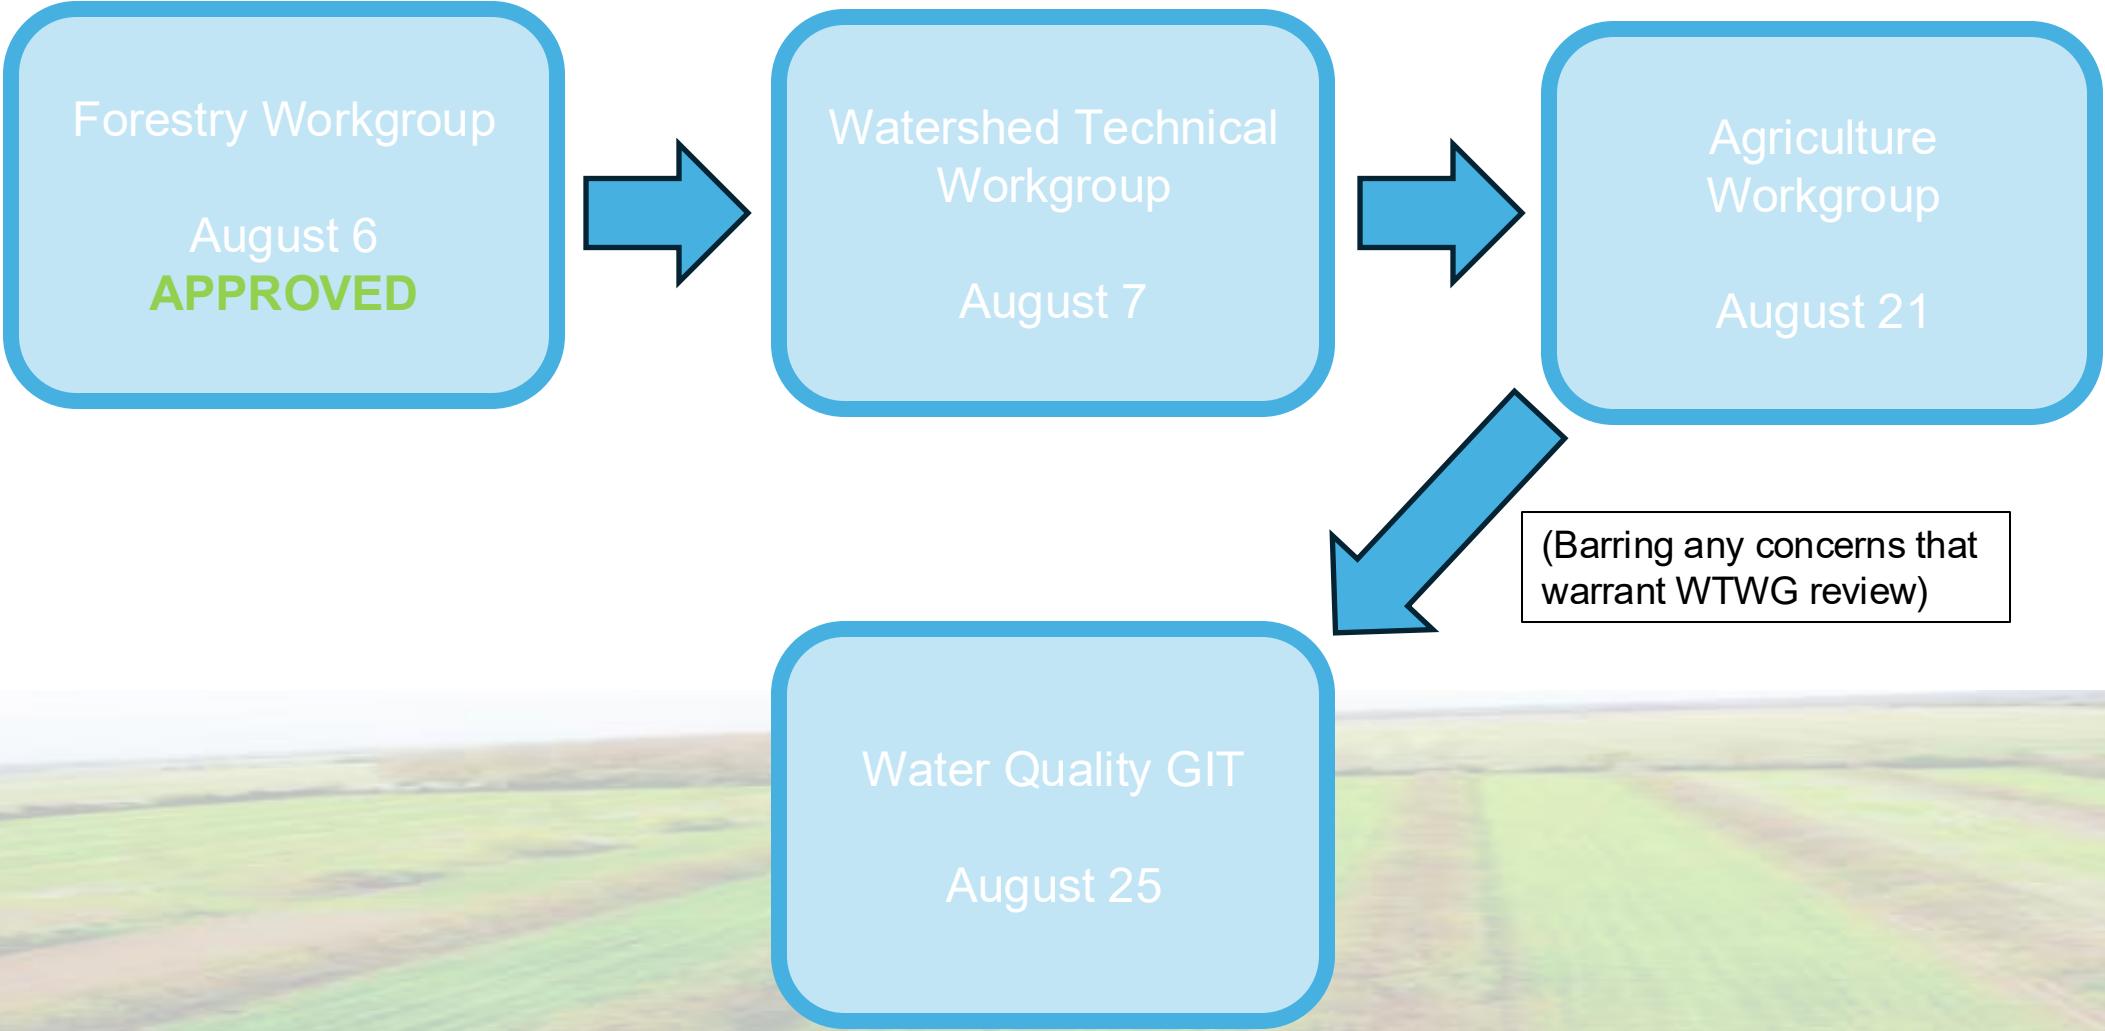 Forestry Workgroup
August 6
APPROVED
Watershed Technical
Workgroup
August 7
Agriculture
Workgroup
August 21
(Barring any concerns that
warrant WTWG review)
Water Quality GIT
August 25